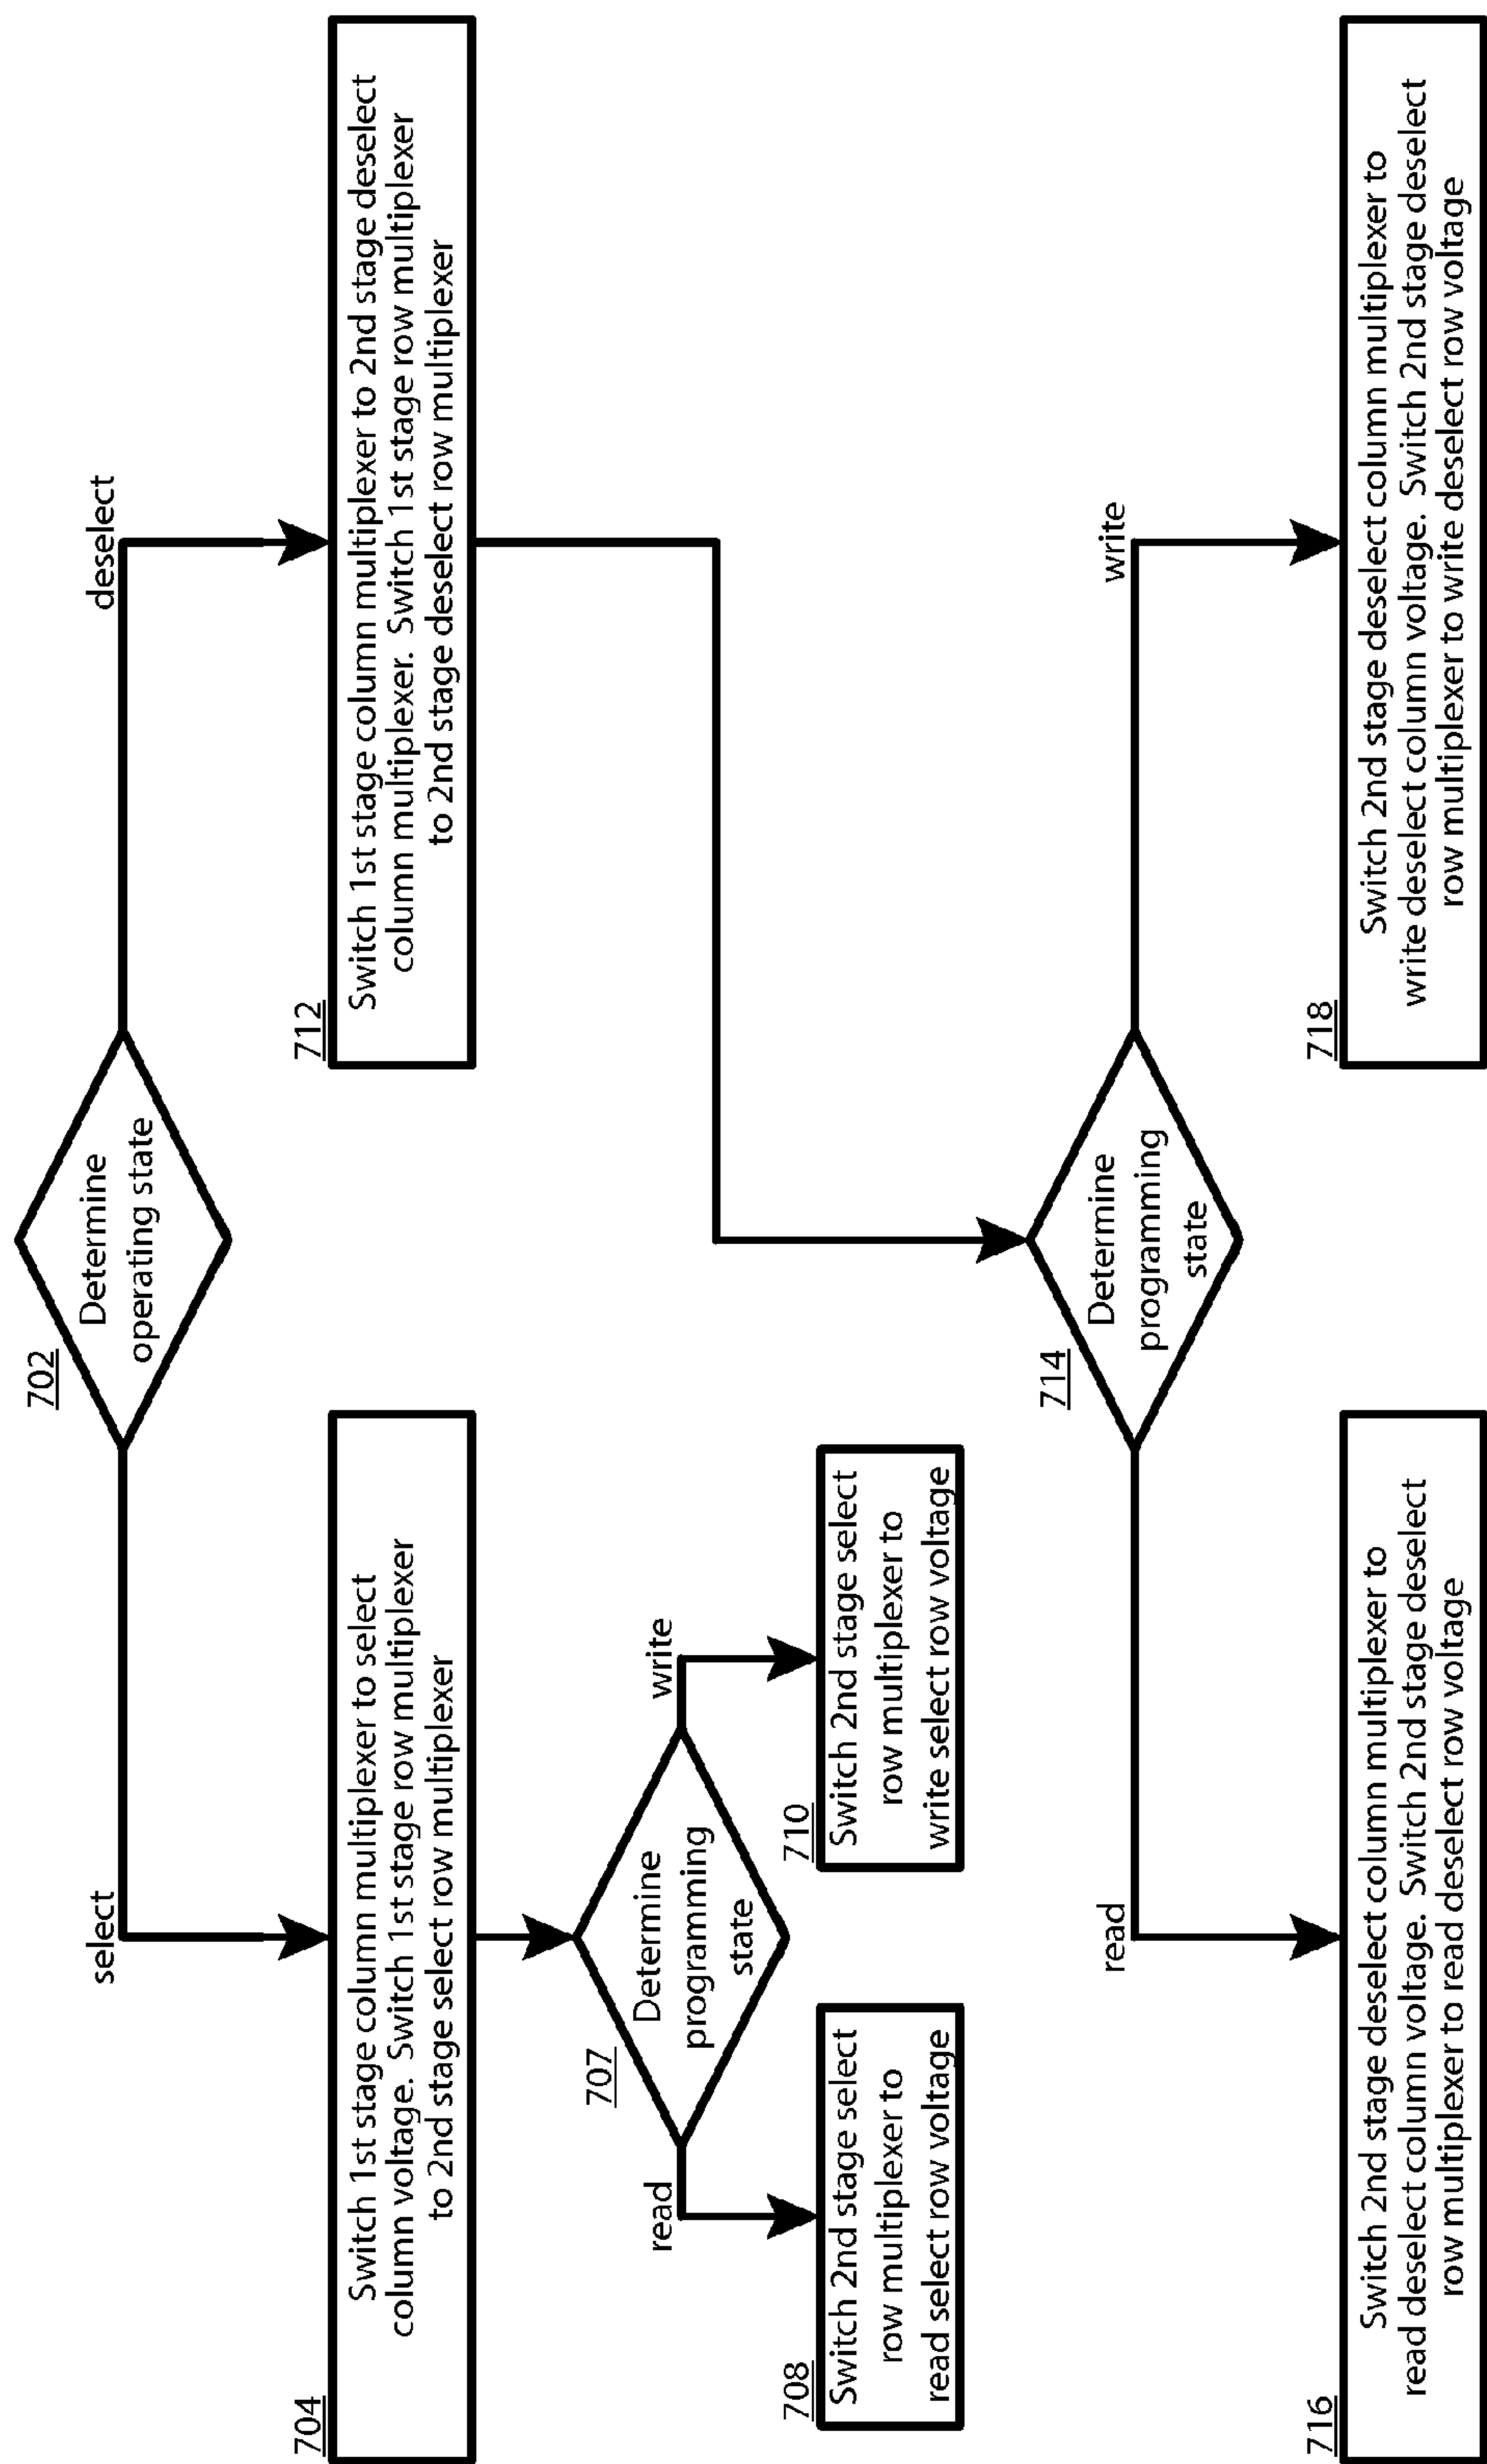 702
Determine
operating state
select
deselect
704
Switch 1st stage column multiplexer to select
column voltage. Switch 1st stage row multiplexer
to 2nd stage select row multiplexer
712
Switch 1st stage column multiplexer to 2nd stage deselect
column multiplexer. Switch 1st stage row multiplexer
to 2nd stage deselect row multiplexer
707
Determine
programming
state
read
write
708
Switch 2nd stage select
row multiplexer to
read select row voltage
710
Switch 2nd stage select
row multiplexer to
write select row voltage
714
Determine
programming
state
read
write
716
Switch 2nd stage deselect column multiplexer to
read deselect column voltage. Switch 2nd stage deselect
row multiplexer to read deselect row voltage
718
Switch 2nd stage deselect column multiplexer to
write deselect column voltage. Switch 2nd stage deselect
row multiplexer to write deselect row voltage